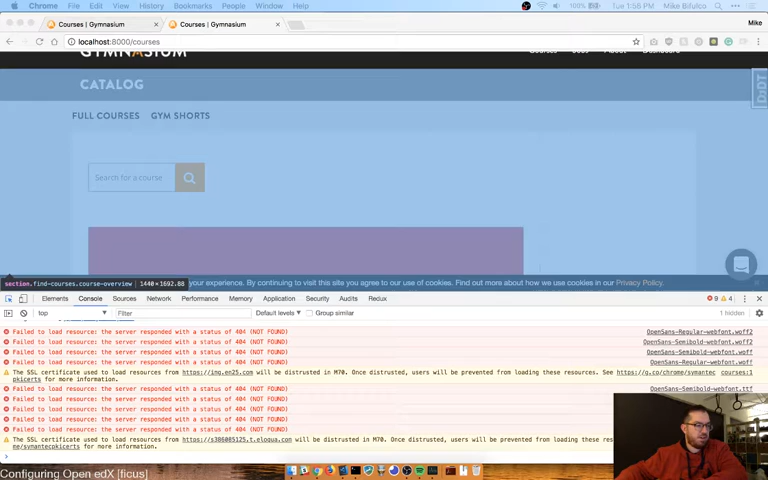 Chrome File Edit View History Bookmarks People Window Help 100% Tue 1:56 PM Mike Bifulco
Courses | Gymnasium × Courses | Gymnasium × Mike
localhost:8000/courses
GYMNASIUM
CATALOG
FULL COURSES GYM SHORTS
DjDT
Search for a course
section.find-courses.course-overview | 1440 × 1692.88
your experience. By continuing to visit this site you agree to our use of cookies. Find out more about how we use cookies in our Privacy Policy.
Elements Console Sources Network Performance Memory Application Security Audits Redux 9 4
top Filter Default levels Group similar 1 hidden
Failed to load resource: the server responded with a status of 404 (NOT FOUND) OpenSans-Regular-webfont.woff2
Failed to load resource: the server responded with a status of 404 (NOT FOUND) OpenSans-Semibold-webfont.woff2
Failed to load resource: the server responded with a status of 404 (NOT FOUND) OpenSans-Semibold-webfont.woff
Failed to load resource: the server responded with a status of 404 (NOT FOUND) OpenSans-Regular-webfont.woff
The SSL certificate used to load resources from https://img.en25.com will be distrusted in M70. Once distrusted, users will be prevented from loading these resources. See https://g.co/chrome/symantec courses:1
pkicerts for more information.
Failed to load resource: the server responded with a status of 404 (NOT FOUND) OpenSans-Semibold-webfont.ttf
Failed to load resource: the server responded with a status of 404 (NOT FOUND)
Failed to load resource: the server responded with a status of 404 (NOT FOUND)
Failed to load resource: the server responded with a status of 404 (NOT FOUND)
Failed to load resource: the server responded with a status of 404 (NOT FOUND)
The SSL certificate used to load resources from https://s386085125.t.eloqua.com will be distrusted in M70. Once distrusted, users will be prevented from loading these reso
me/symantecpkicerts for more information.
Configuring Open edX [ficus]